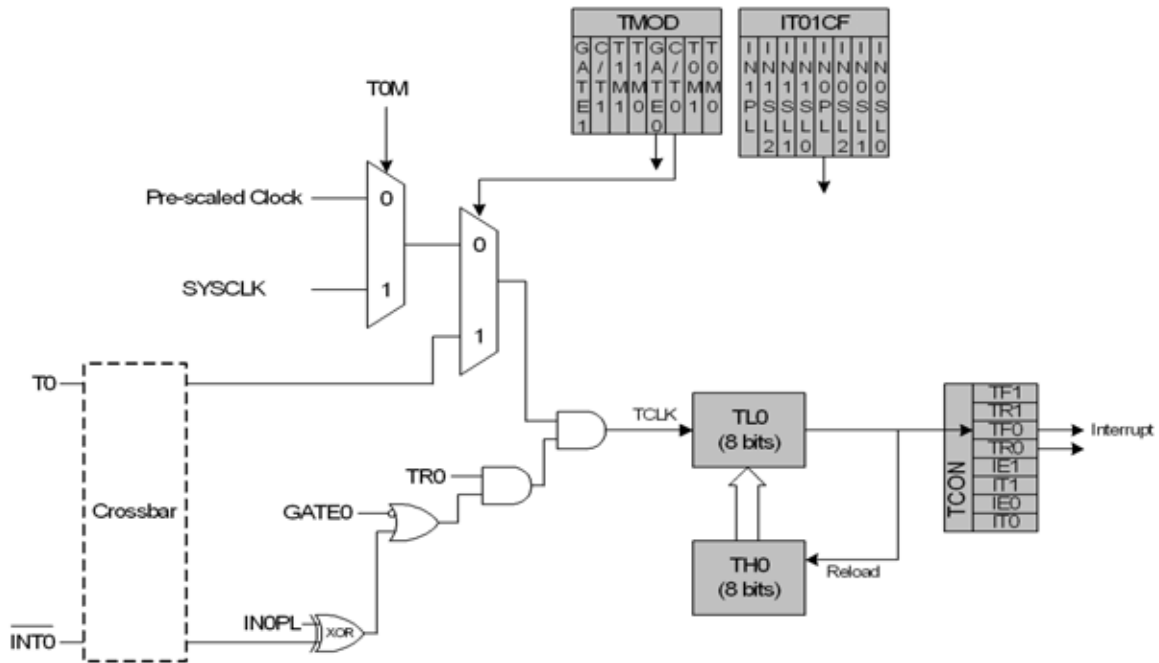 TMOD
IT01CF
GATE1
C/T1
T1M1
T1M0
GATE0
C/T0
T0M1
T0M0
IN1PL
IN1SL2
IN1SL1
IN1SL0
IN0PL
IN0SL2
IN0SL1
IN0SL0
T0M
Pre-scaled Clock
0
0
SYSCLK
1
1
T0
TCLK
TL0
(8 bits)
TCON
TF1
TR1
TF0
TR0
IE1
IT1
IE0
IT0
Interrupt
TR0
GATE0
Crossbar
TH0
(8 bits)
Reload
IN0PL
XOR
INT0